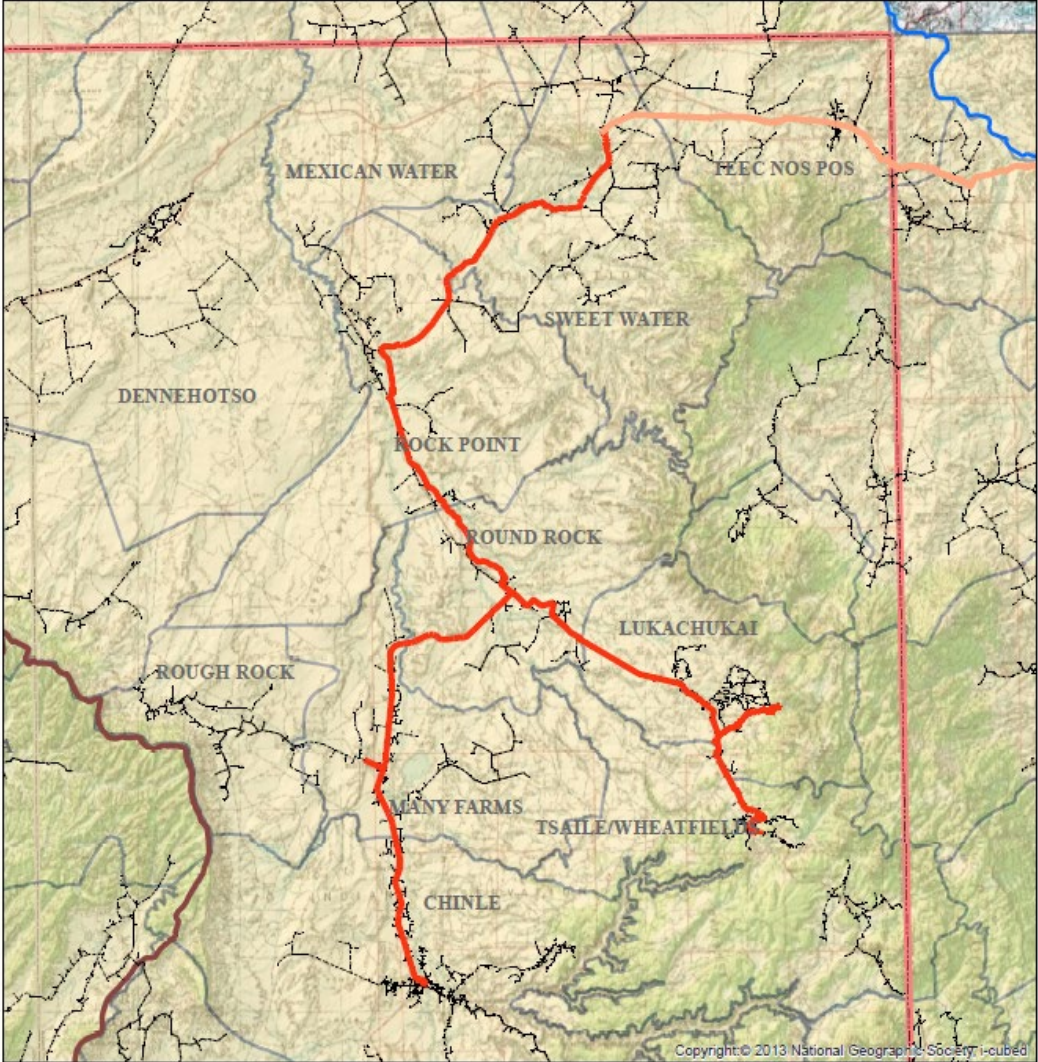 MEXICAN WATER
TEEC NOS POS
SWEET WATER
DENNEHOTSO
ROCK POINT
ROUND ROCK
LUKACHUKAI
ROUGH ROCK
MANY FARMS
TSAILE/WHEATFIELDS
CHINLE
Copyright:© 2013 National Geographic Society, i-cubed